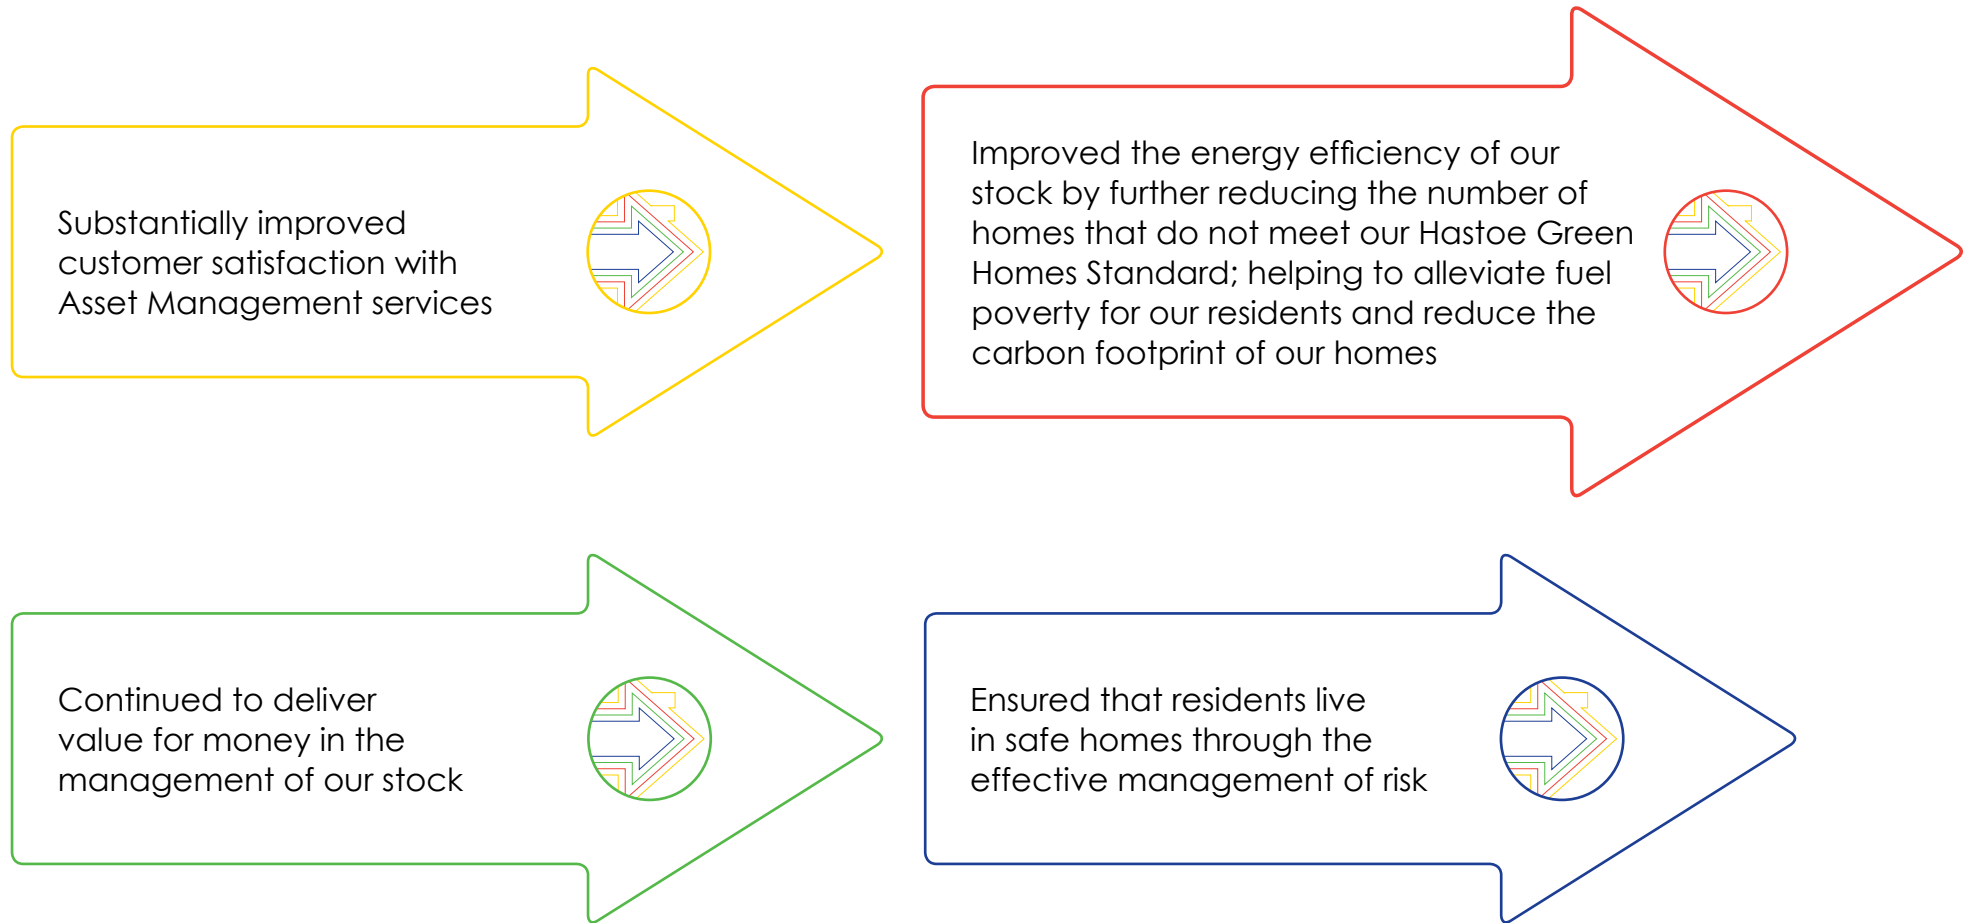 Substantially improved
customer satisfaction with
Asset Management services
Improved the energy efficiency of our
stock by further reducing the number of
homes that do not meet our Hastoe Green
Homes Standard; helping to alleviate fuel
poverty for our residents and reduce the
carbon footprint of our homes
Continued to deliver
value for money in the
management of our stock
Ensured that residents live
in safe homes through the
effective management of risk